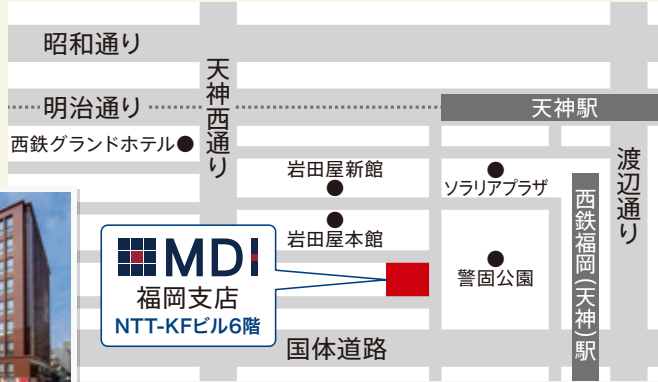 昭和通り
天神西通り
明治通り
天神駅
西鉄グランドホテル
渡辺通り
岩田屋新館
ソラリアプラザ
西鉄福岡(天神)駅
岩田屋本館
警固公園
MDI
福岡支店
NTT-KFビル6階
国体道路